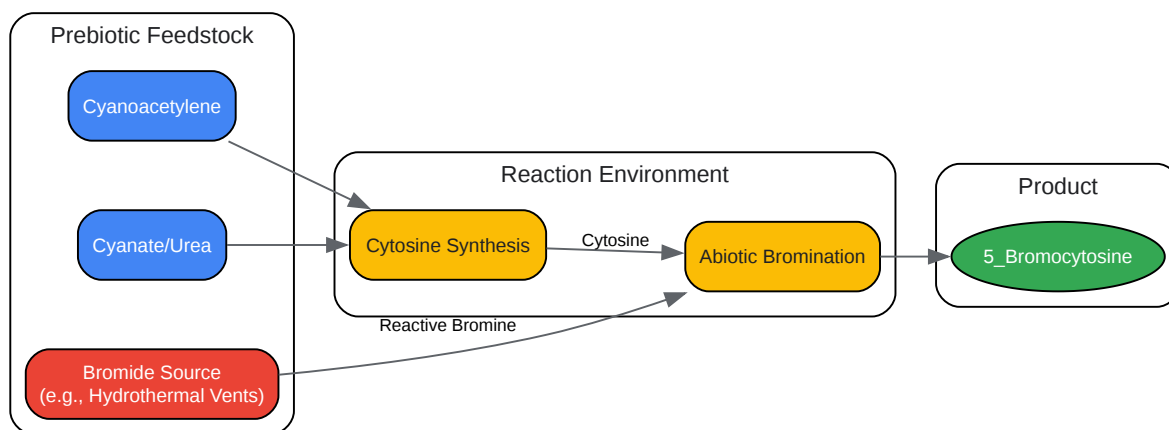 Prebiotic Feedstock
Cyanoacetylene
Cyanate/Urea
Bromide Source
(e.g., Hydrothermal Vents)
Reaction Environment
Cytosine Synthesis
Cytosine
Abiotic Bromination
Reactive Bromine
Product
5_Bromocytosine